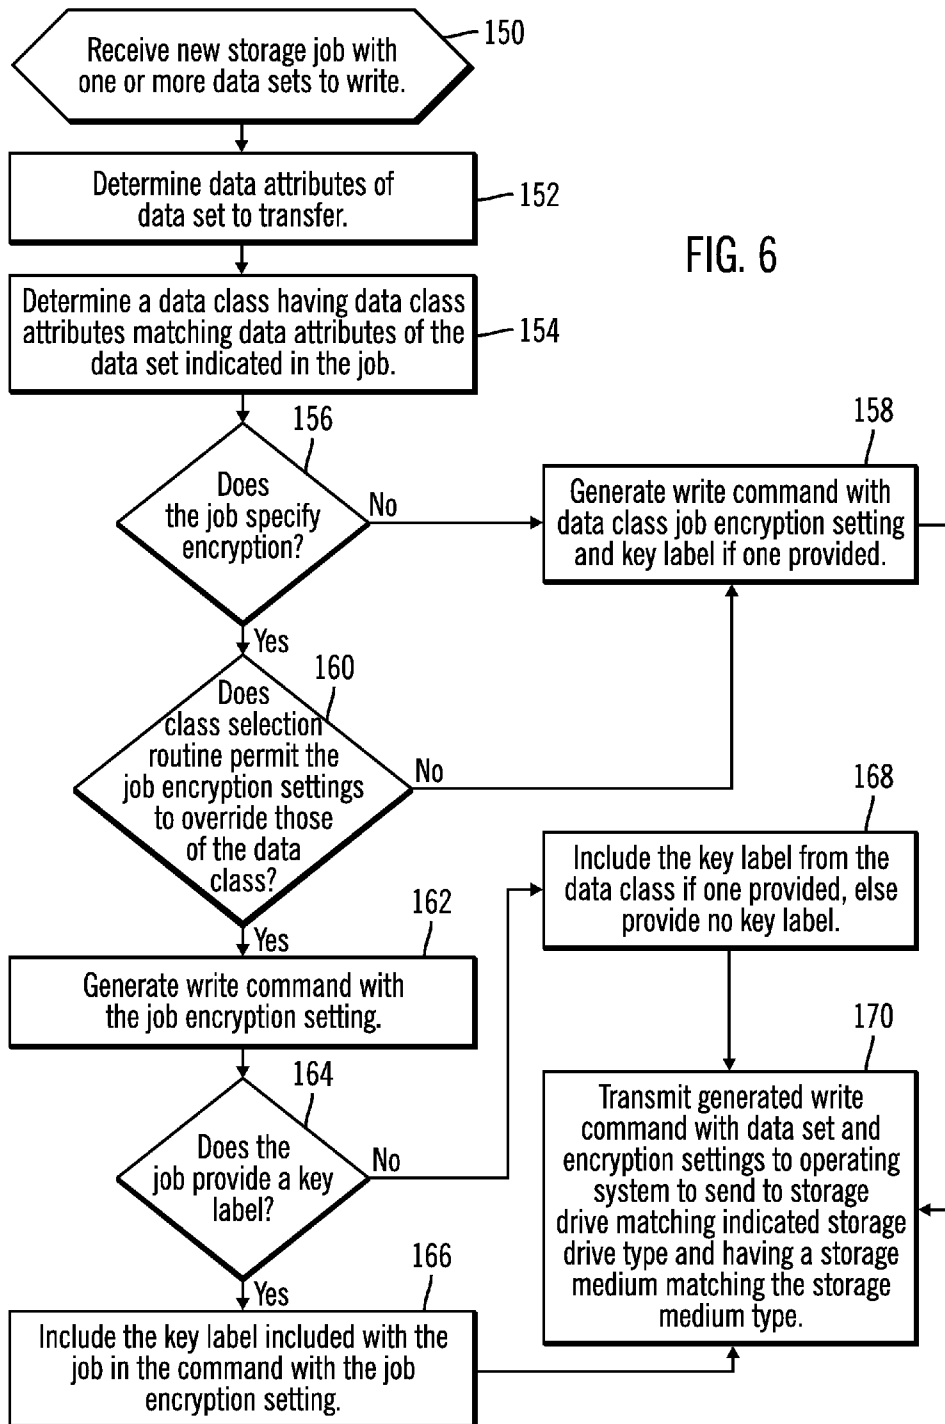 Receive new storage job with
one or more data sets to write.
150
Determine data attributes of
data set to transfer.
152
FIG. 6
Determine a data class having data class
attributes matching data attributes of the
data set indicated in the job.
154
156
Does
the job specify
encryption?
No
Yes
158
Generate write command with
data class job encryption setting
and key label if one provided.
160
Does
class selection
routine permit the
job encryption settings
to override those
of the data
class?
No
Yes
162
Generate write command with
the job encryption setting.
164
Does the
job provide a key
label?
No
Yes
168
Include the key label from the
data class if one provided, else
provide no key label.
166
Include the key label included with the
job in the command with the job
encryption setting.
170
Transmit generated write
command with data set and
encryption settings to operating
system to send to storage
drive matching indicated storage
drive type and having a storage
medium matching the storage
medium type.